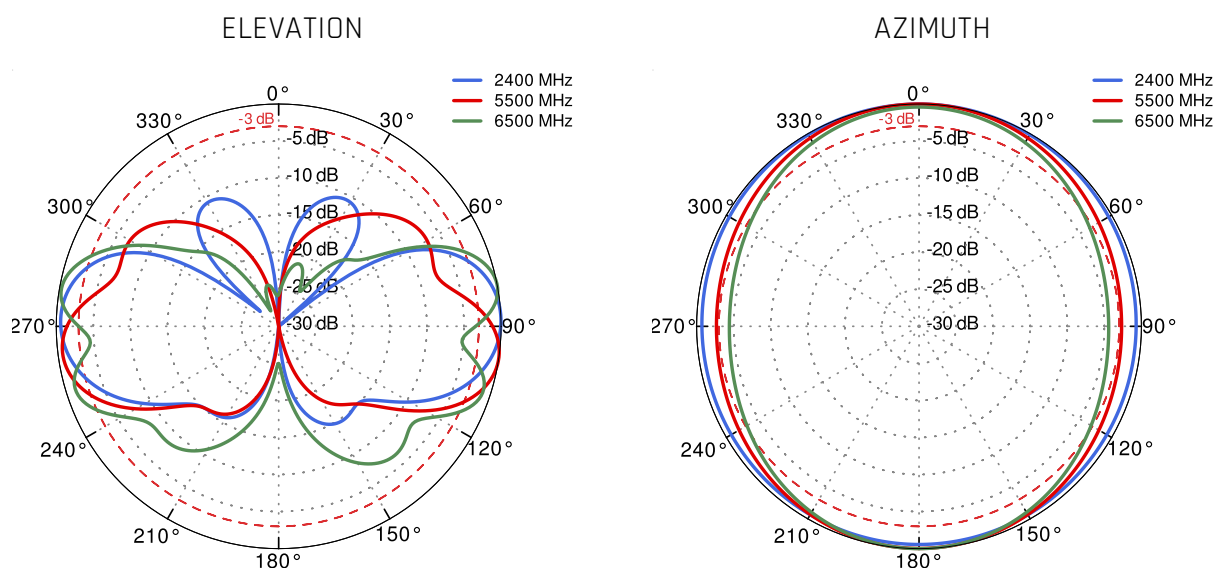 ELEVATION
2400 MHz
5500 MHz
6500 MHz
0°
30°
60°
90°
120°
150°
180°
210°
240°
270°
300°
330°
-3 dB
-5 dB
-10 dB
-15 dB
-20 dB
-25 dB
-30 dB
AZIMUTH
2400 MHz
5500 MHz
6500 MHz
0°
30°
60°
90°
120°
150°
180°
210°
240°
270°
300°
330°
-3 dB
-5 dB
-10 dB
-15 dB
-20 dB
-25 dB
-30 dB